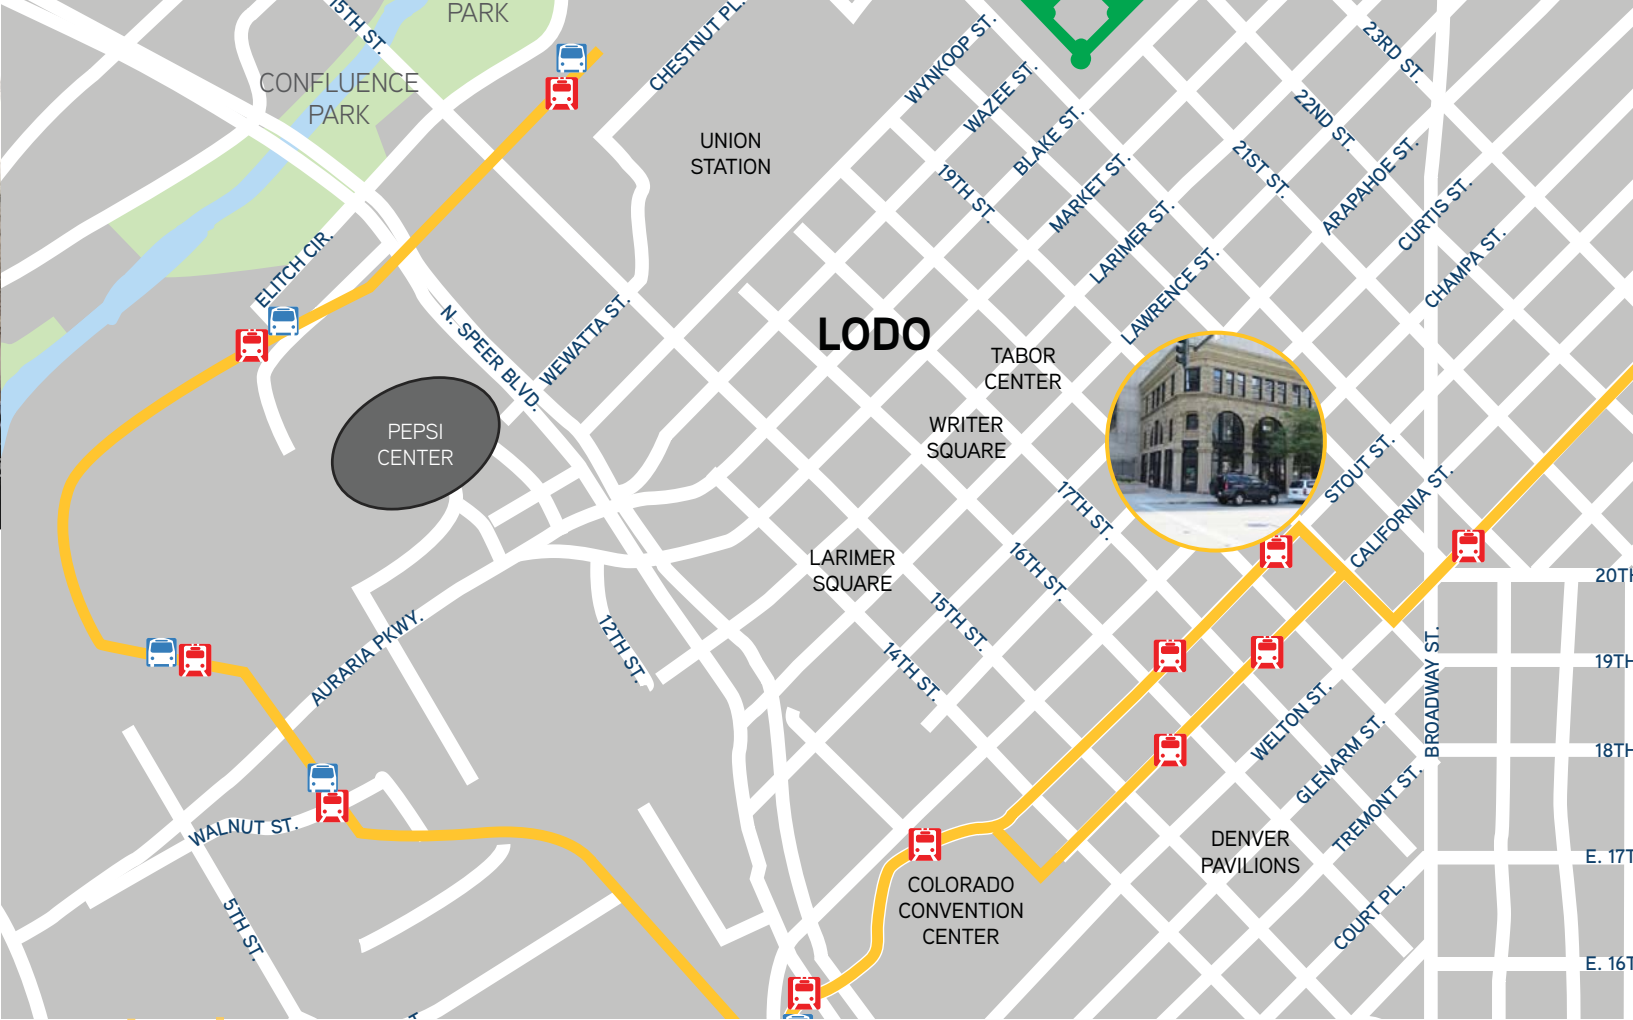 PARK
15TH ST.
CONFLUENCE
PARK
CHESTNUT PL.
WYNKOOP ST.
WAZEE ST.
BLAKE ST.
MARKET ST.
LARIMER ST.
LAWRENCE ST.
23RD ST.
22ND ST.
21ST ST.
19TH ST.
ARAPAHOE ST.
CURTIS ST.
CHAMPA ST.
UNION
STATION
ELITCH CIR.
N. SPEER BLVD.
WEWATTA ST.
LODO
TABOR
CENTER
WRITER
SQUARE
PEPSI
CENTER
STOUT ST.
CALIFORNIA ST.
17TH ST.
16TH ST.
15TH ST.
14TH ST.
LARIMER
SQUARE
12TH ST.
AURARIA PKWY.
WALNUT ST.
5TH ST.
BROADWAY ST.
20TH
19TH
18TH
E. 17T
E. 16T
WELTON ST.
GLENARM ST.
TREMONT ST.
COURT PL.
DENVER
PAVILIONS
COLORADO
CONVENTION
CENTER